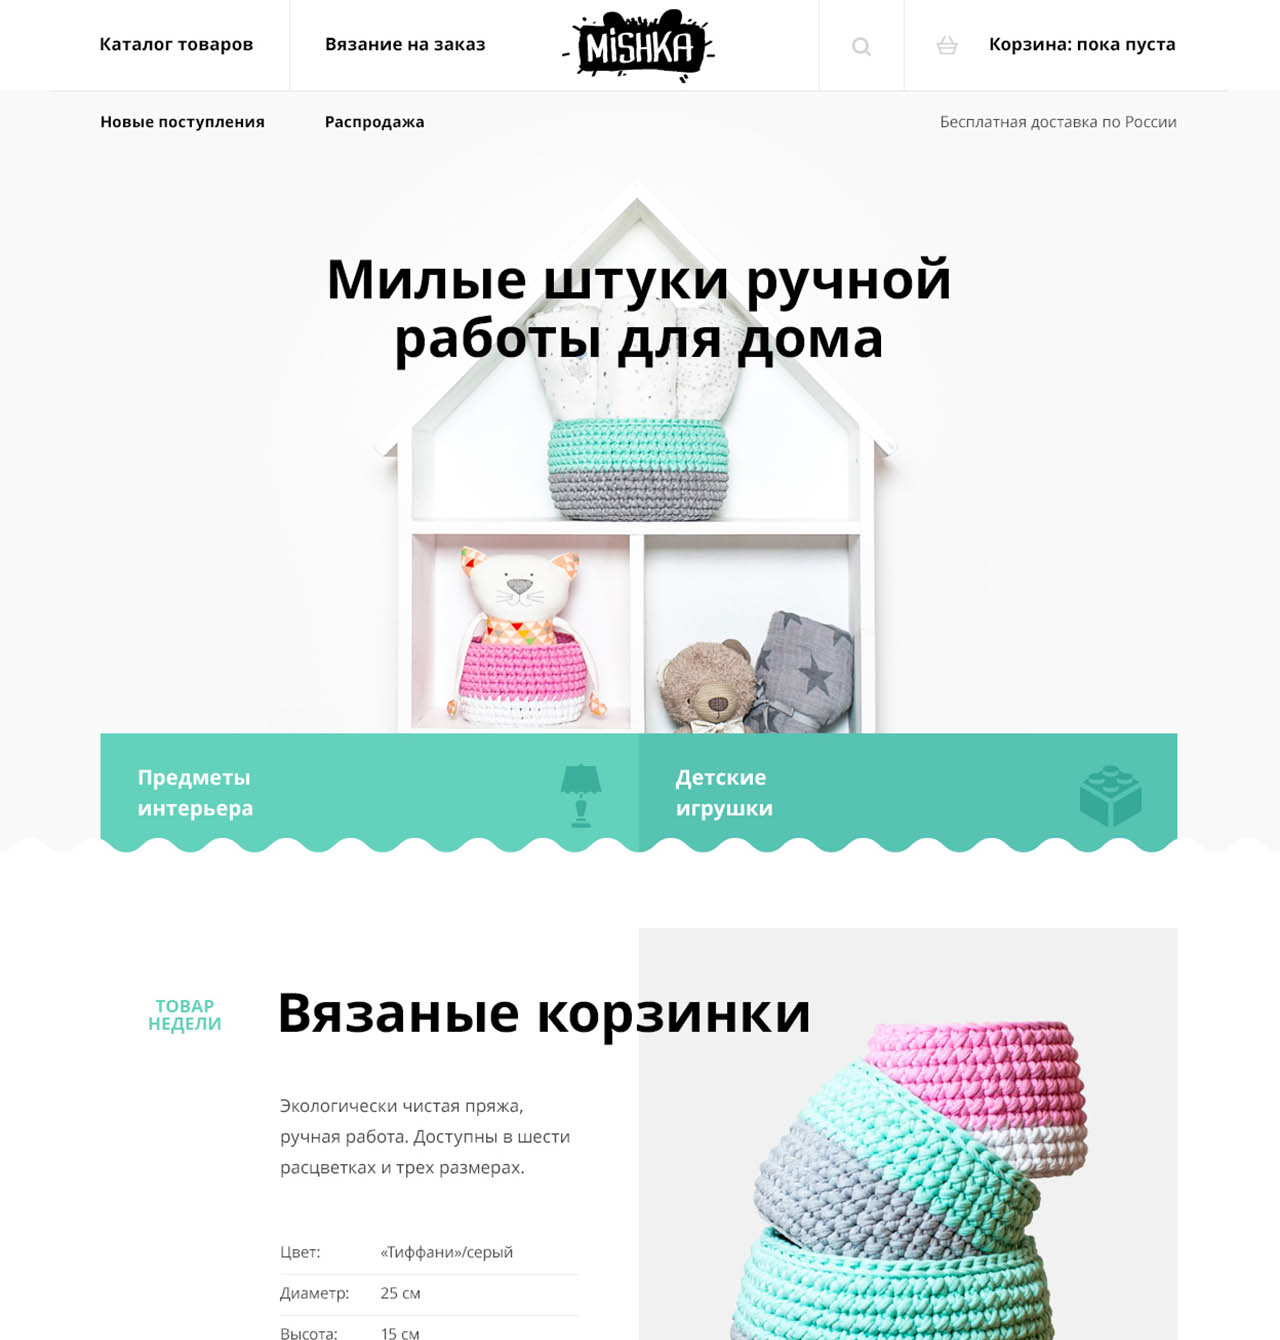 Каталог товаров
Вязание на заказ
MiSHKA
Корзина: пока пуста
Новые поступления
Распродажа
Бесплатная доставка по России
Милые штуки ручной
работы для дома
Предметы
интерьера
Детские
игрушки
ТОВАР
НЕДЕЛИ
Вязаные корзинки
Экологически чистая пряжа,
ручная работа. Доступны в шести
расцветках и трех размерах.
Цвет: «Тиффани»/серый
Диаметр: 25 см
Высота: 15 см